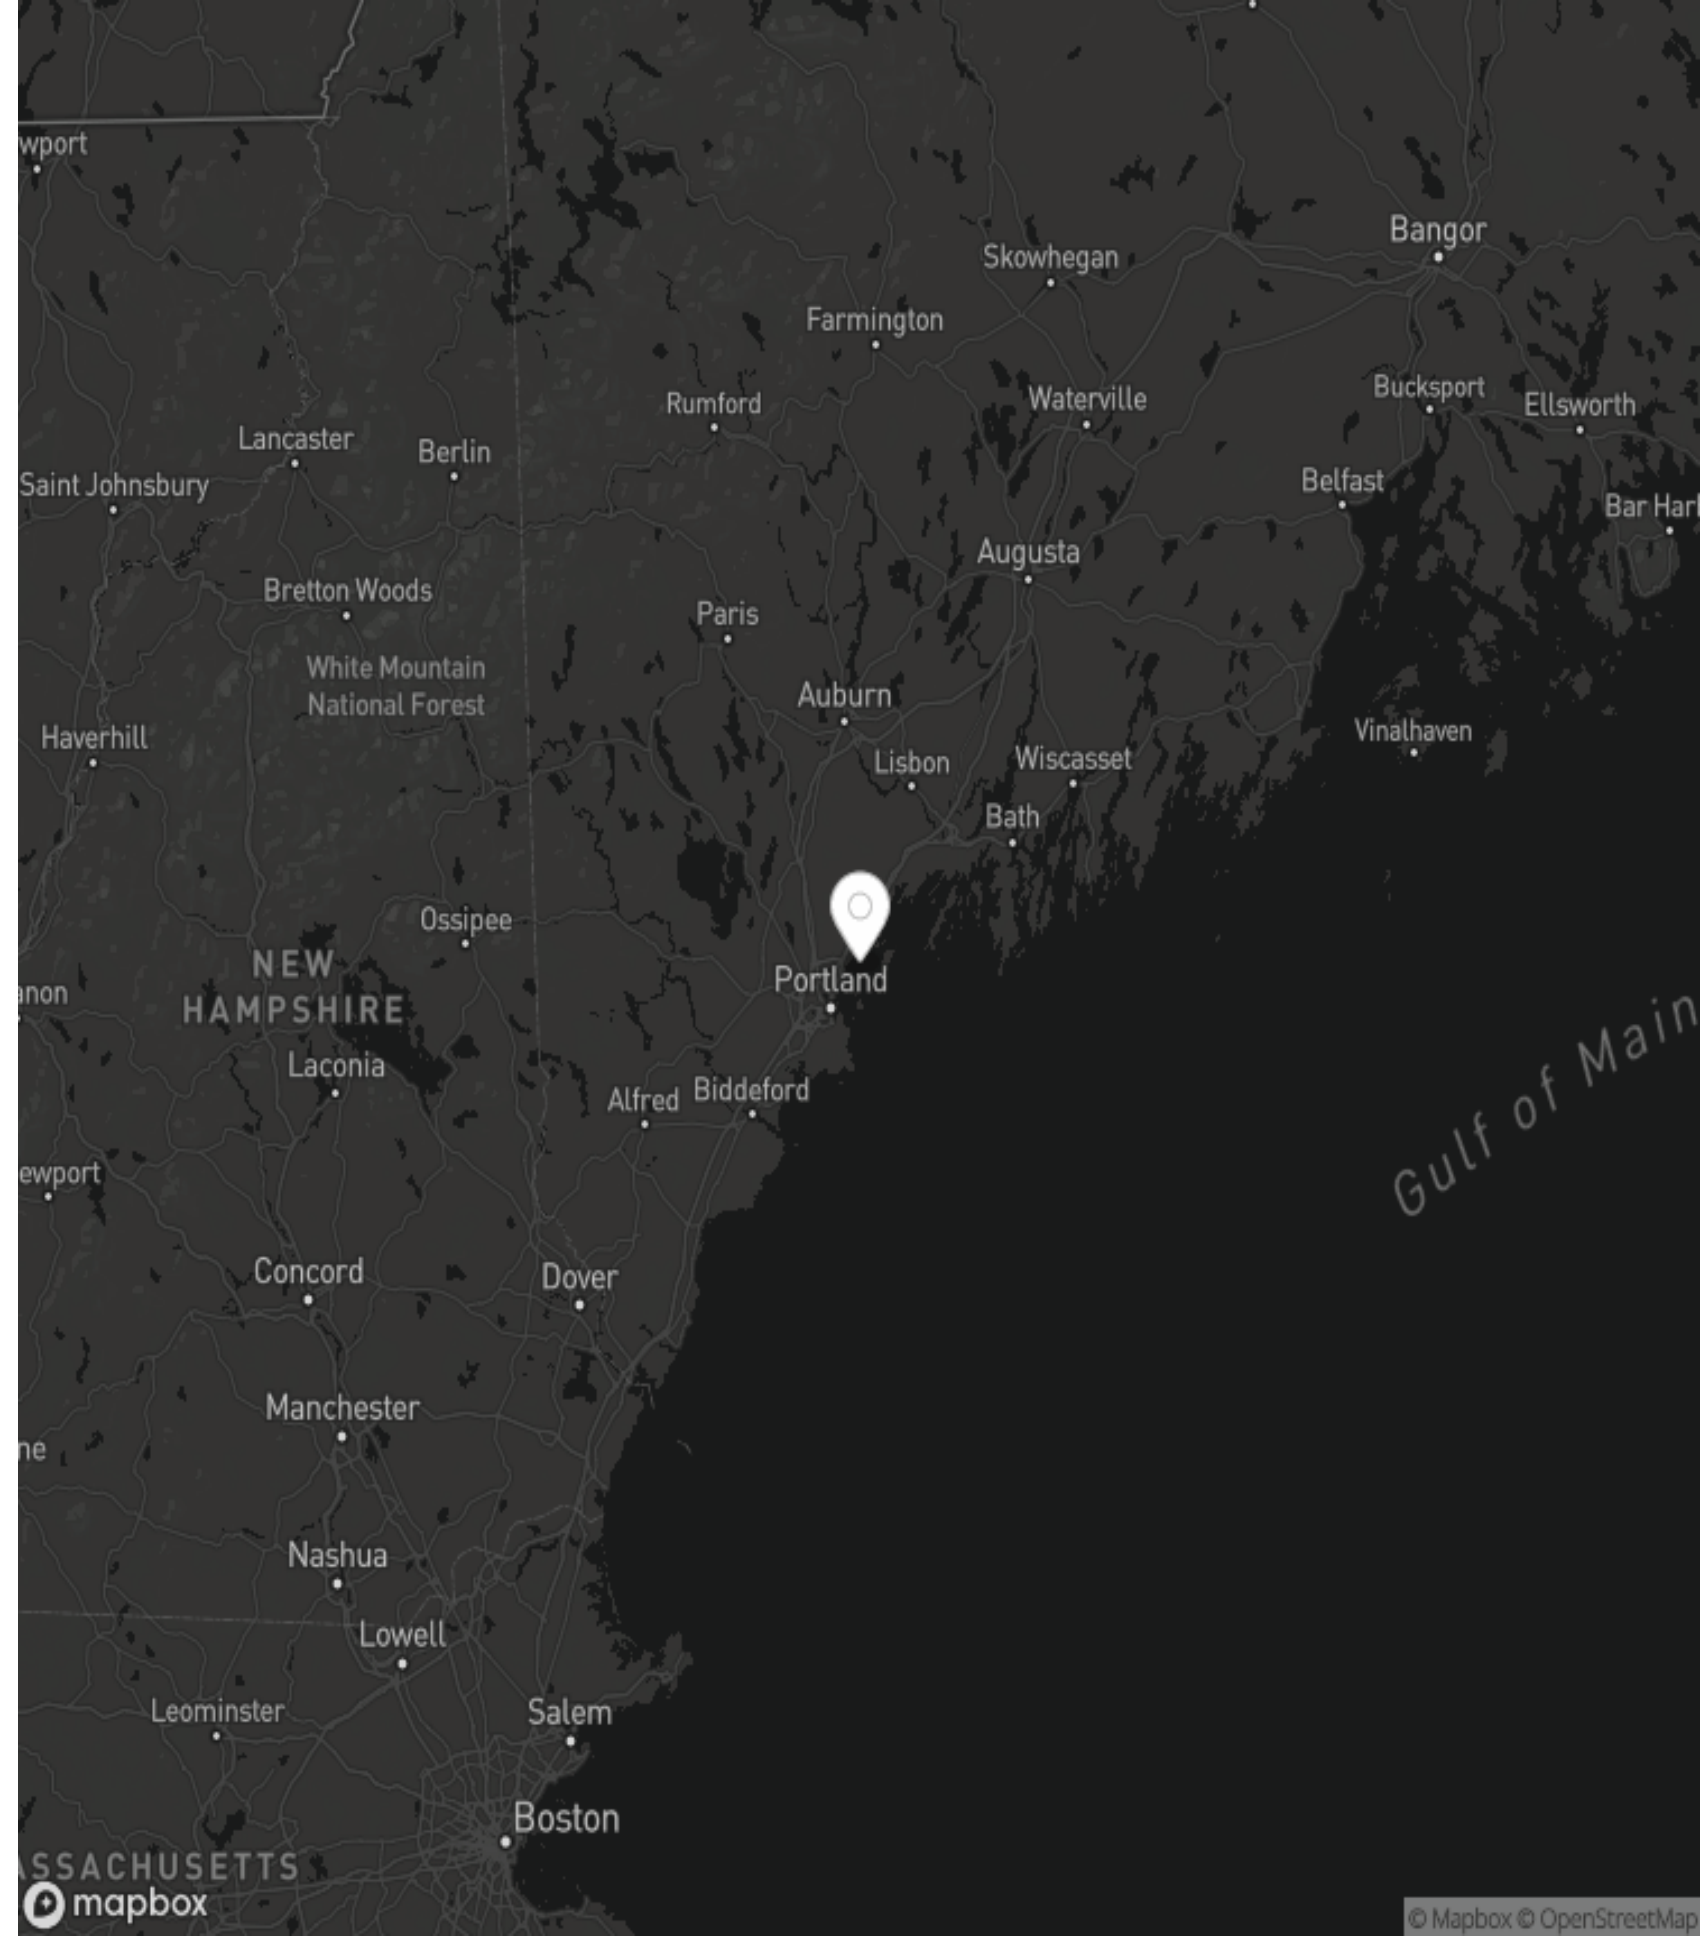 wport
Bangor
Skowhegan
Farmington
Bucksport
Waterville
Rumford
Ellsworth
Lancaster
Berlin
Belfast
Saint Johnsbury
Bar Harl
Augusta
Bretton Woods
Paris
White Mountain
National Forest
Auburn
Vinalhaven
Haverhill
Wiscasset
Lisbon
Bath
Ossipee
NEW
HAMPSHIRE
Portland
anon
Gulf of Main
Laconia
Biddeford
Alfred
ewport
Concord
Dover
Manchester
ne
Nashua
Lowell
Leominster
Salem
Boston
ASSACHUSETTS
mapbox
© Mapbox © OpenStreetMap